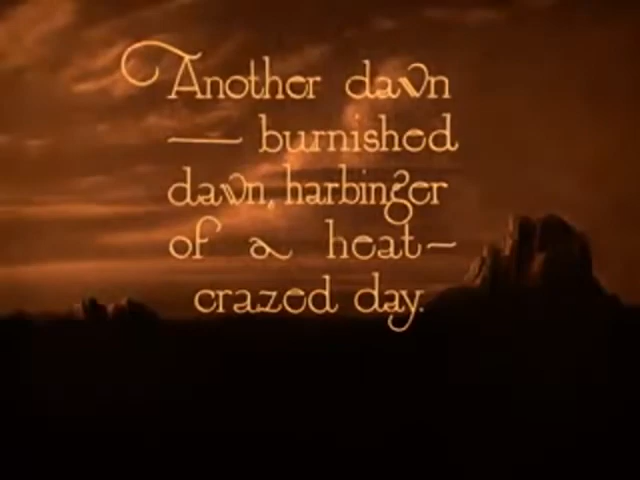 Another dawn
— burnished
dawn, harbinger
of a heat-
crazed day.